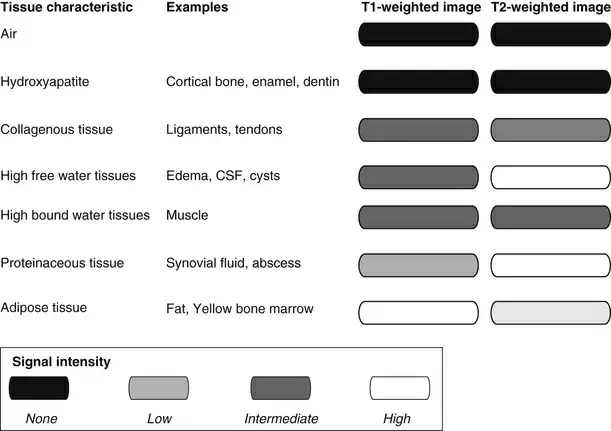 Tissue characteristic Examples T1-weighted image T2-weighted image
Air
Hydroxyapatite Cortical bone, enamel, dentin
Collagenous tissue Ligaments, tendons
High free water tissues Edema, CSF, cysts
High bound water tissues Muscle
Proteinaceous tissue Synovial fluid, abscess
Adipose tissue Fat, Yellow bone marrow
Signal intensity
None Low Intermediate High